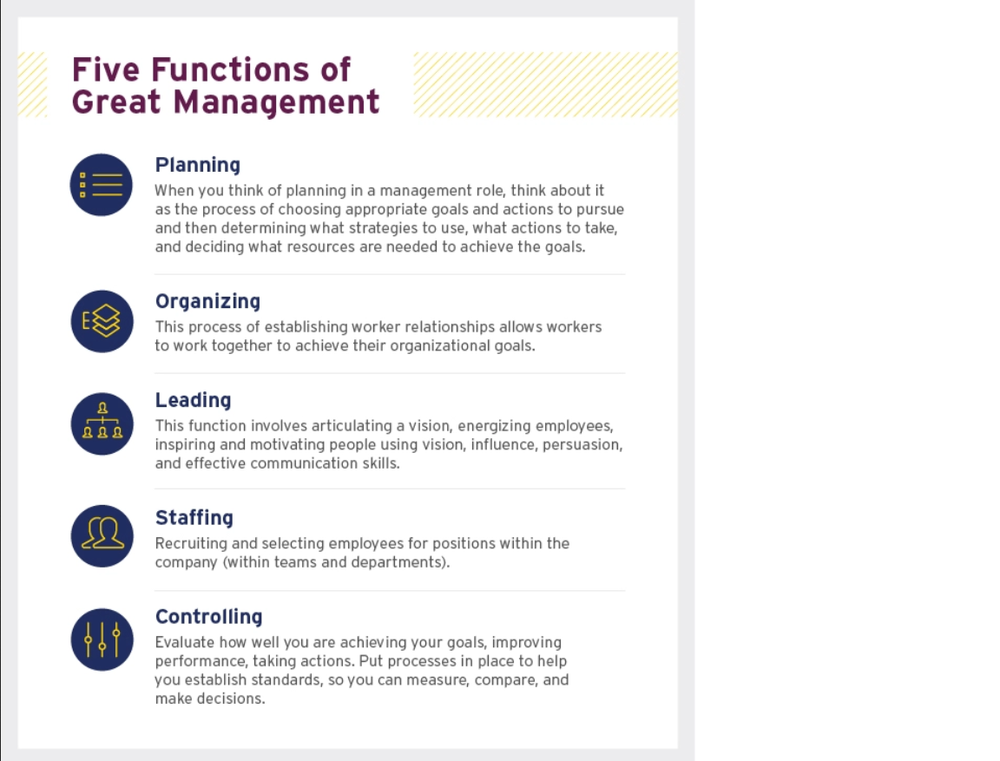 Five Functions of
Great Management
Planning
When you think of planning in a management role, think about it
as the process of choosing appropriate goals and actions to pursue
and then determining what strategies to use, what actions to take,
and deciding what resources are needed to achieve the goals.
Organizing
This process of establishing worker relationships allows workers
to work together to achieve their organizational goals.
Leading
This function involves articulating a vision, energizing employees,
inspiring and motivating people using vision, influence, persuasion,
and effective communication skills.
Staffing
Recruiting and selecting employees for positions within the
company (within teams and departments).
Controlling
Evaluate how well you are achieving your goals, improving
performance, taking actions. Put processes in place to help
you establish standards, so you can measure, compare, and
make decisions.